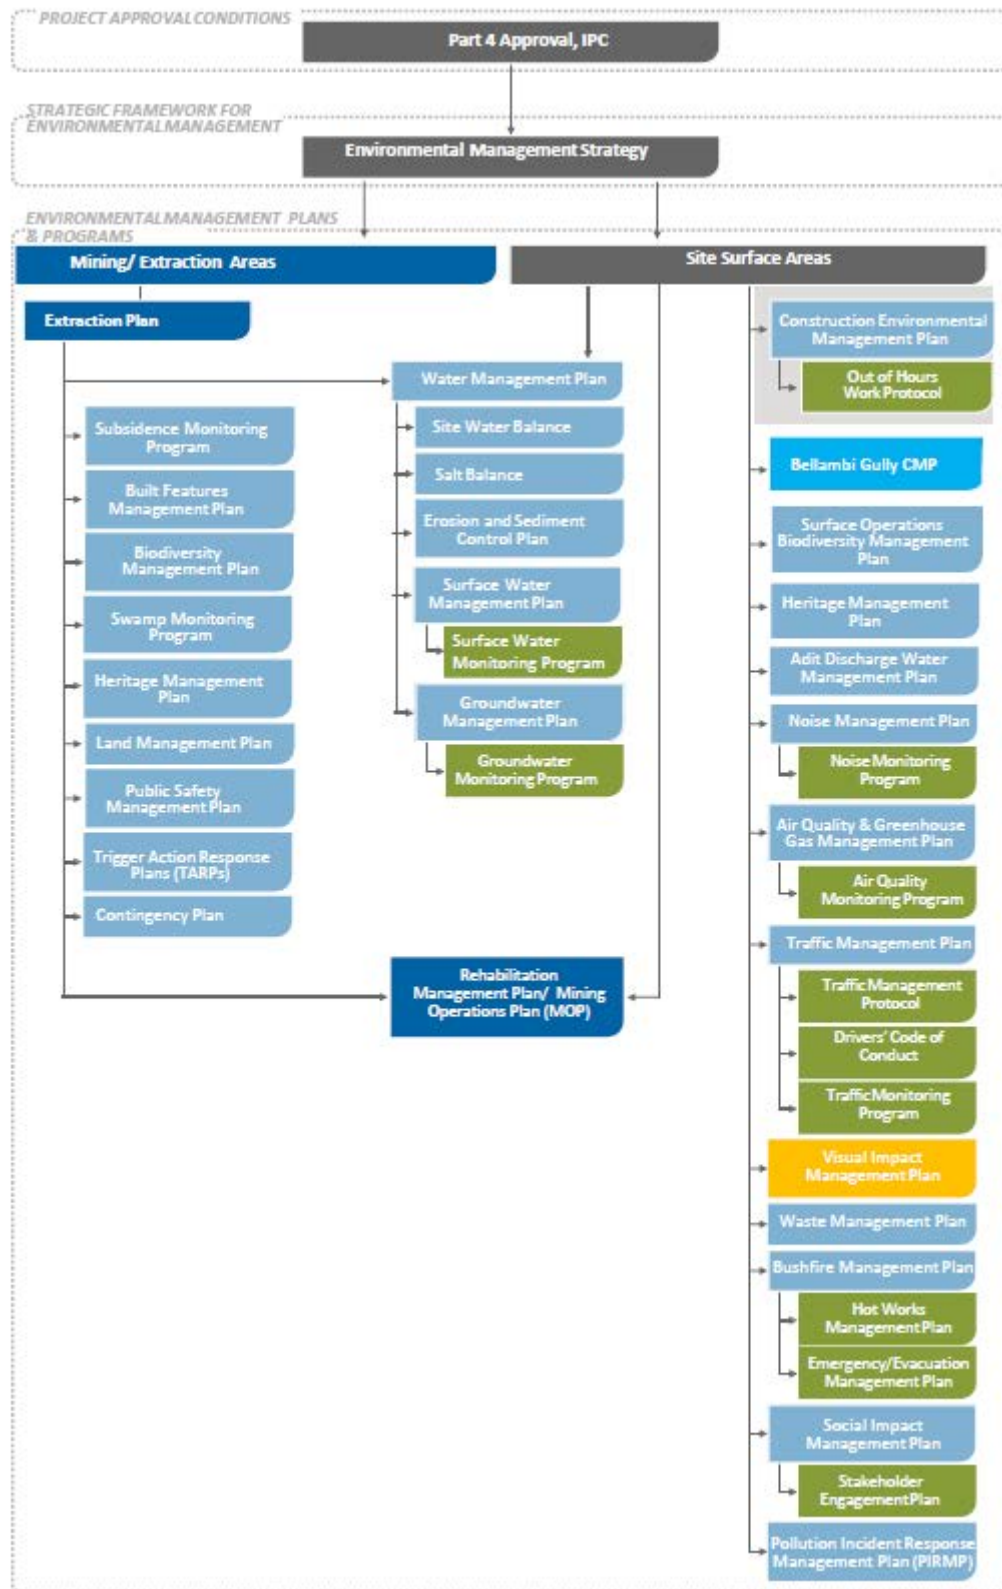 PROJECT APPROVAL CONDITIONS
Part 4 Approval, IPC
STRATEGIC FRAMEWORK FOR
ENVIRONMENTAL MANAGEMENT
Environmental Management Strategy
ENVIRONMENTAL MANAGEMENT PLANS
& PROGRAMS
Mining/ Extraction Areas
Extraction Plan
Subsidence Monitoring
Program
Built Features
Management Plan
Biodiversity
Management Plan
Swamp Monitoring
Program
Heritage Management
Plan
Land Management Plan
Public Safety
Management Plan
Trigger Action Response
Plans (TARPs)
Contingency Plan
Water Management Plan
Site Water Balance
Salt Balance
Erosion and Sediment
Control Plan
Surface Water
Management Plan
Surface Water
Monitoring Program
Groundwater
Management Plan
Groundwater
Monitoring Program
Rehabilitation
Management Plan/ Mining
Operations Plan (MOP)
Site Surface Areas
Construction Environmental
Management Plan
Out of Hours
Work Protocol
Bellambi Gully CMP
Surface Operations
Biodiversity Management
Plan
Heritage Management
Plan
Adit Discharge Water
Management Plan
Noise Management Plan
Noise Monitoring
Program
Air Quality & Greenhouse
Gas Management Plan
Air Quality
Monitoring Program
Traffic Management Plan
Traffic Management
Protocol
Drivers' Code of
Conduct
Traffic Monitoring
Program
Visual Impact
Management Plan
Waste Management Plan
Bushfire Management Plan
Hot Works
Management Plan
Emergency/Evacuation
Management Plan
Social Impact
Management Plan
Stakeholder
Engagement Plan
Pollution Incident Response
Management Plan (PIRMP)